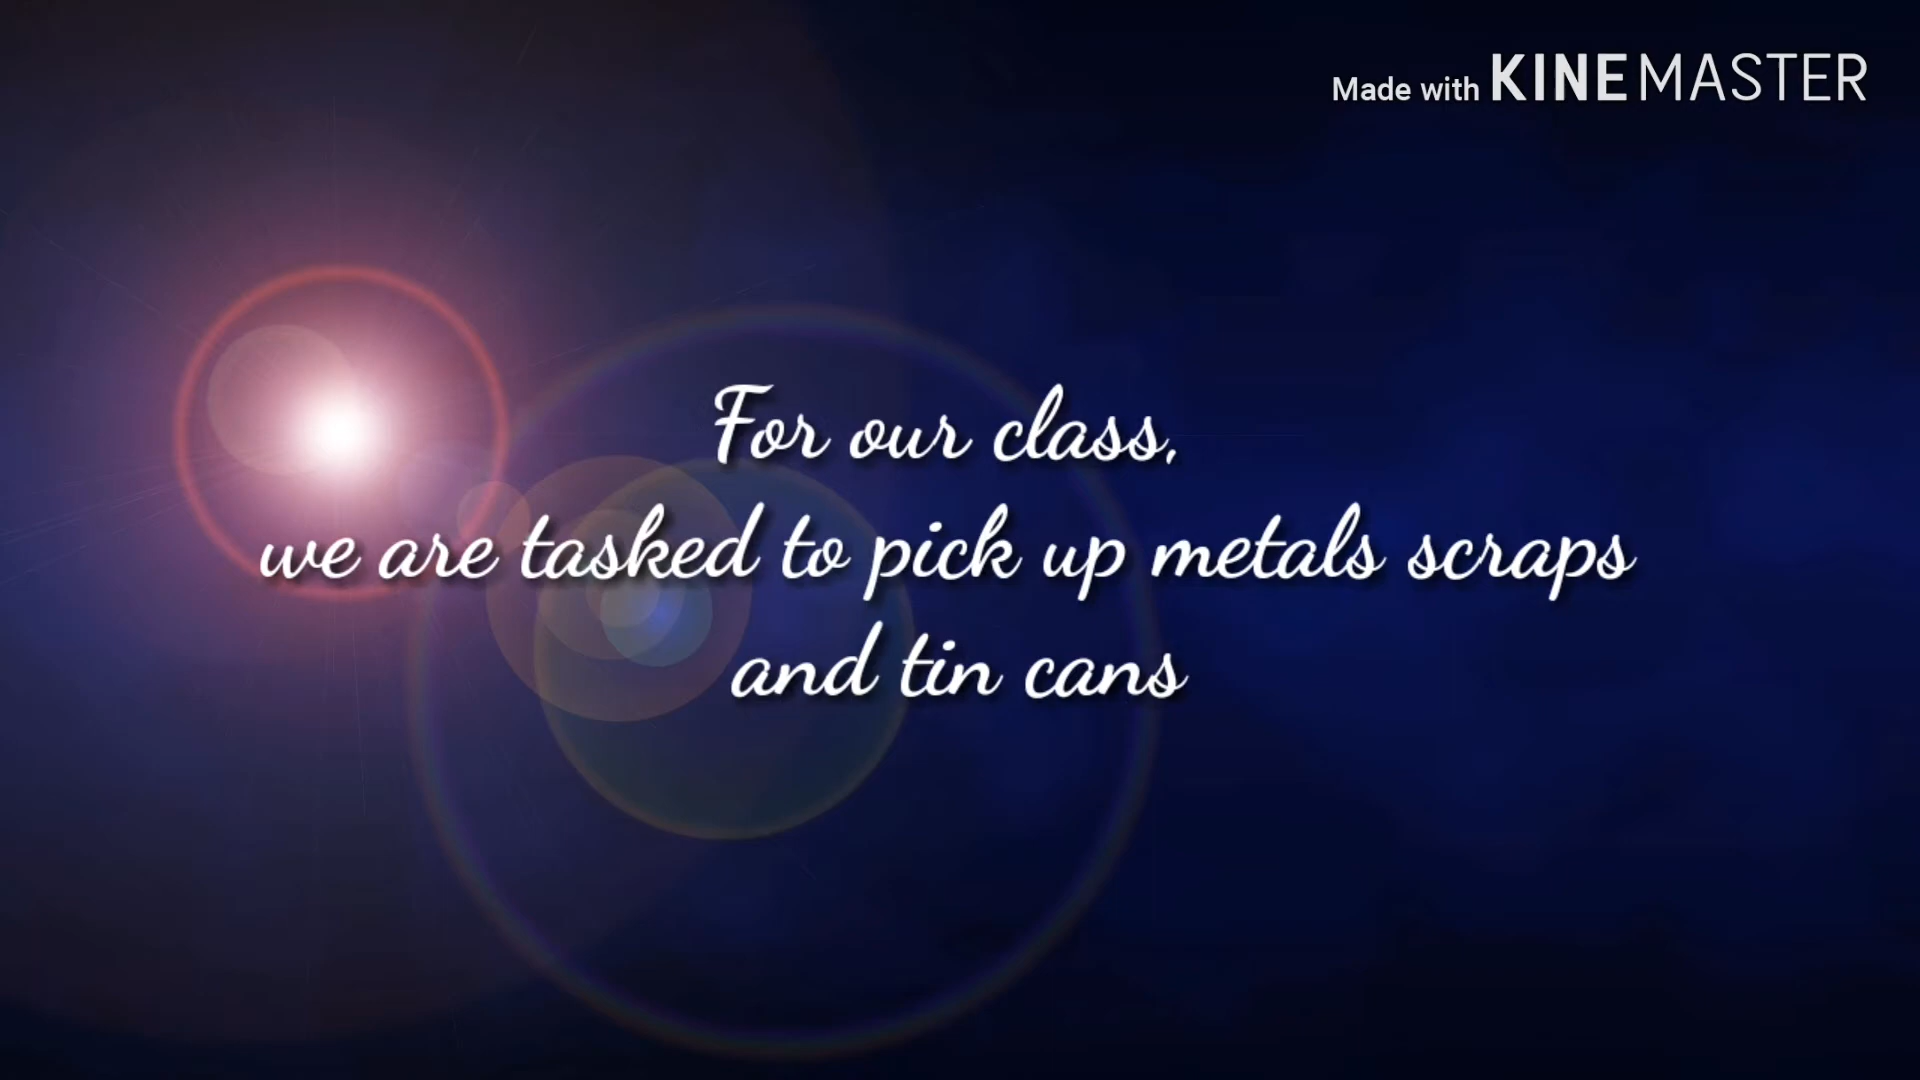 Made with KINEMASTER
For our class,
we are tasked to pick up metals scraps
and tin cans